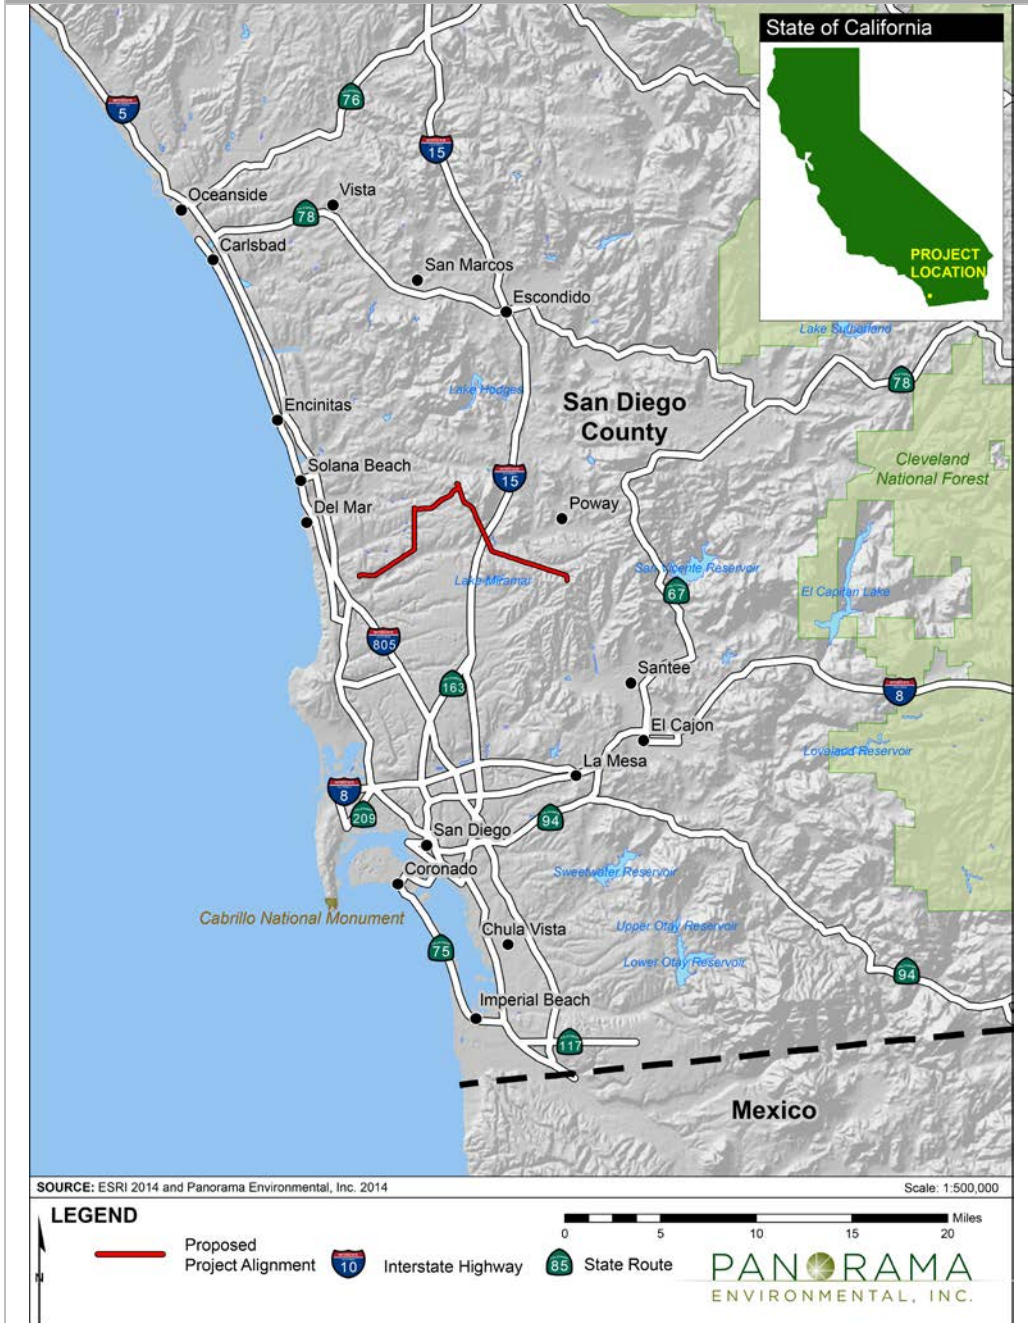 State of California
PROJECT
LOCATION
76
5
15
Oceanside
Vista
78
Carlsbad
San Marcos
Escondido
Lake Sutherland
78
Lake Hodges
San Diego
County
Encinitas
Cleveland
National Forest
Solana Beach
15
Del Mar
Poway
Lake Miramar
San Vicente Reservoir
67
El Capitan Lake
805
Santee
163
8
El Cajon
Loveland Reservoir
La Mesa
8
209
94
San Diego
Coronado
Sweetwater Reservoir
Cabrillo National Monument
Chula Vista
Upper Otay Reservoir
75
Lower Otay Reservoir
94
Imperial Beach
117
Mexico
SOURCE: ESRI 2014 and Panorama Environmental, Inc. 2014
Scale: 1:500,000
LEGEND
Proposed
Project Alignment
10
Interstate Highway
85
State Route
Miles
0 5 10 15 20
N
PANORAMA
ENVIRONMENTAL, INC.